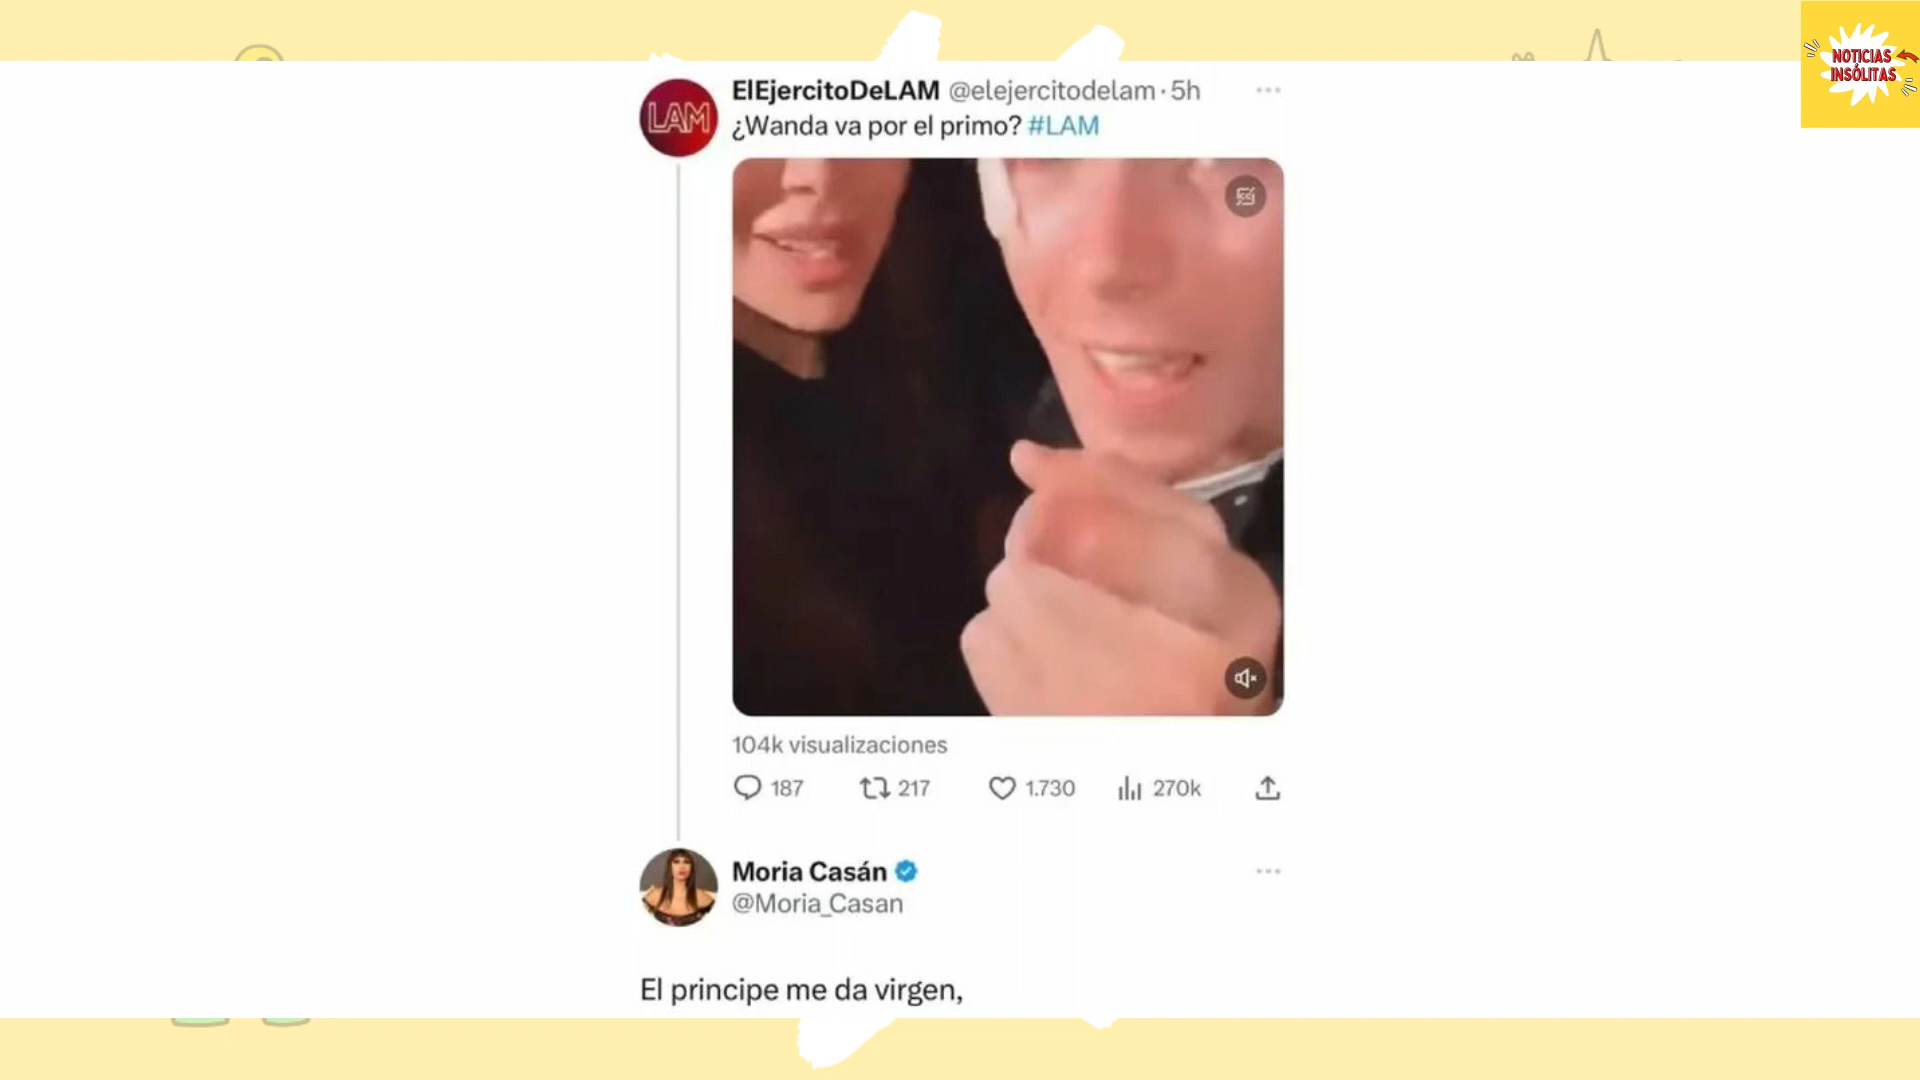 NOTICIAS
INSÓLITAS
ElEjercitoDeLAM @elejercitodelam · 5h
LAM
¿Wanda va por el primo? #LAM
104k visualizaciones
187 217 1.730 270k
Moria Casán
@Moria_Casan
El principe me da virgen,